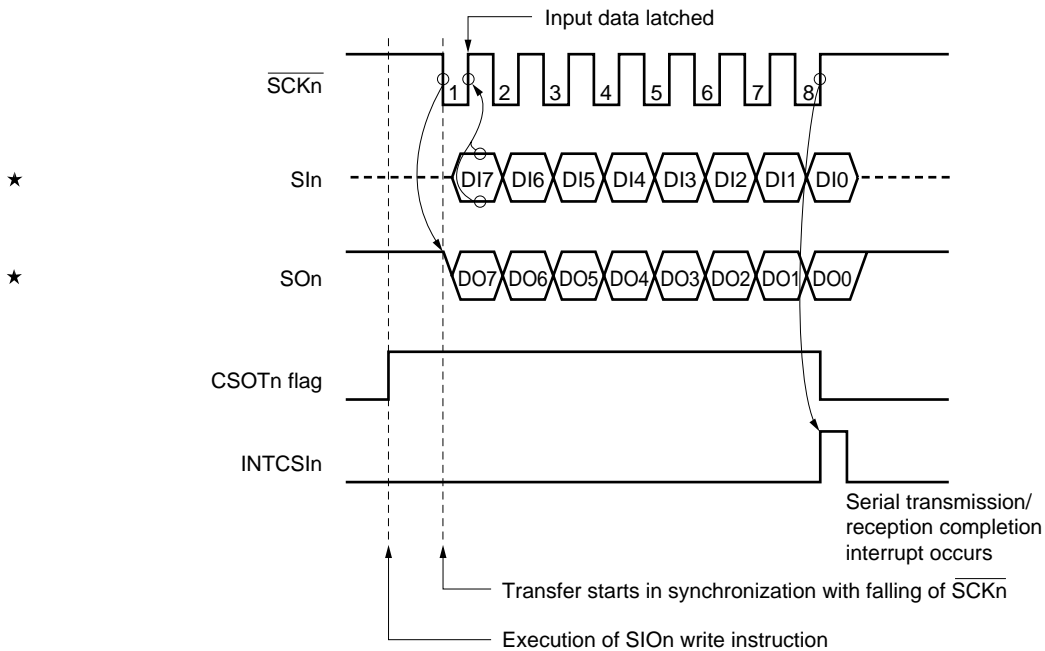 Input data latched
SCKn
1 2 3 4 5 6 7 8
★ SIn DI7 DI6 DI5 DI4 DI3 DI2 DI1 DI0
★ SOn DO7 DO6 DO5 DO4 DO3 DO2 DO1 DO0
CSOTn flag
INTCSIn
Serial transmission/
reception completion
interrupt occurs
Transfer starts in synchronization with falling of SCKn
Execution of SIOn write instruction